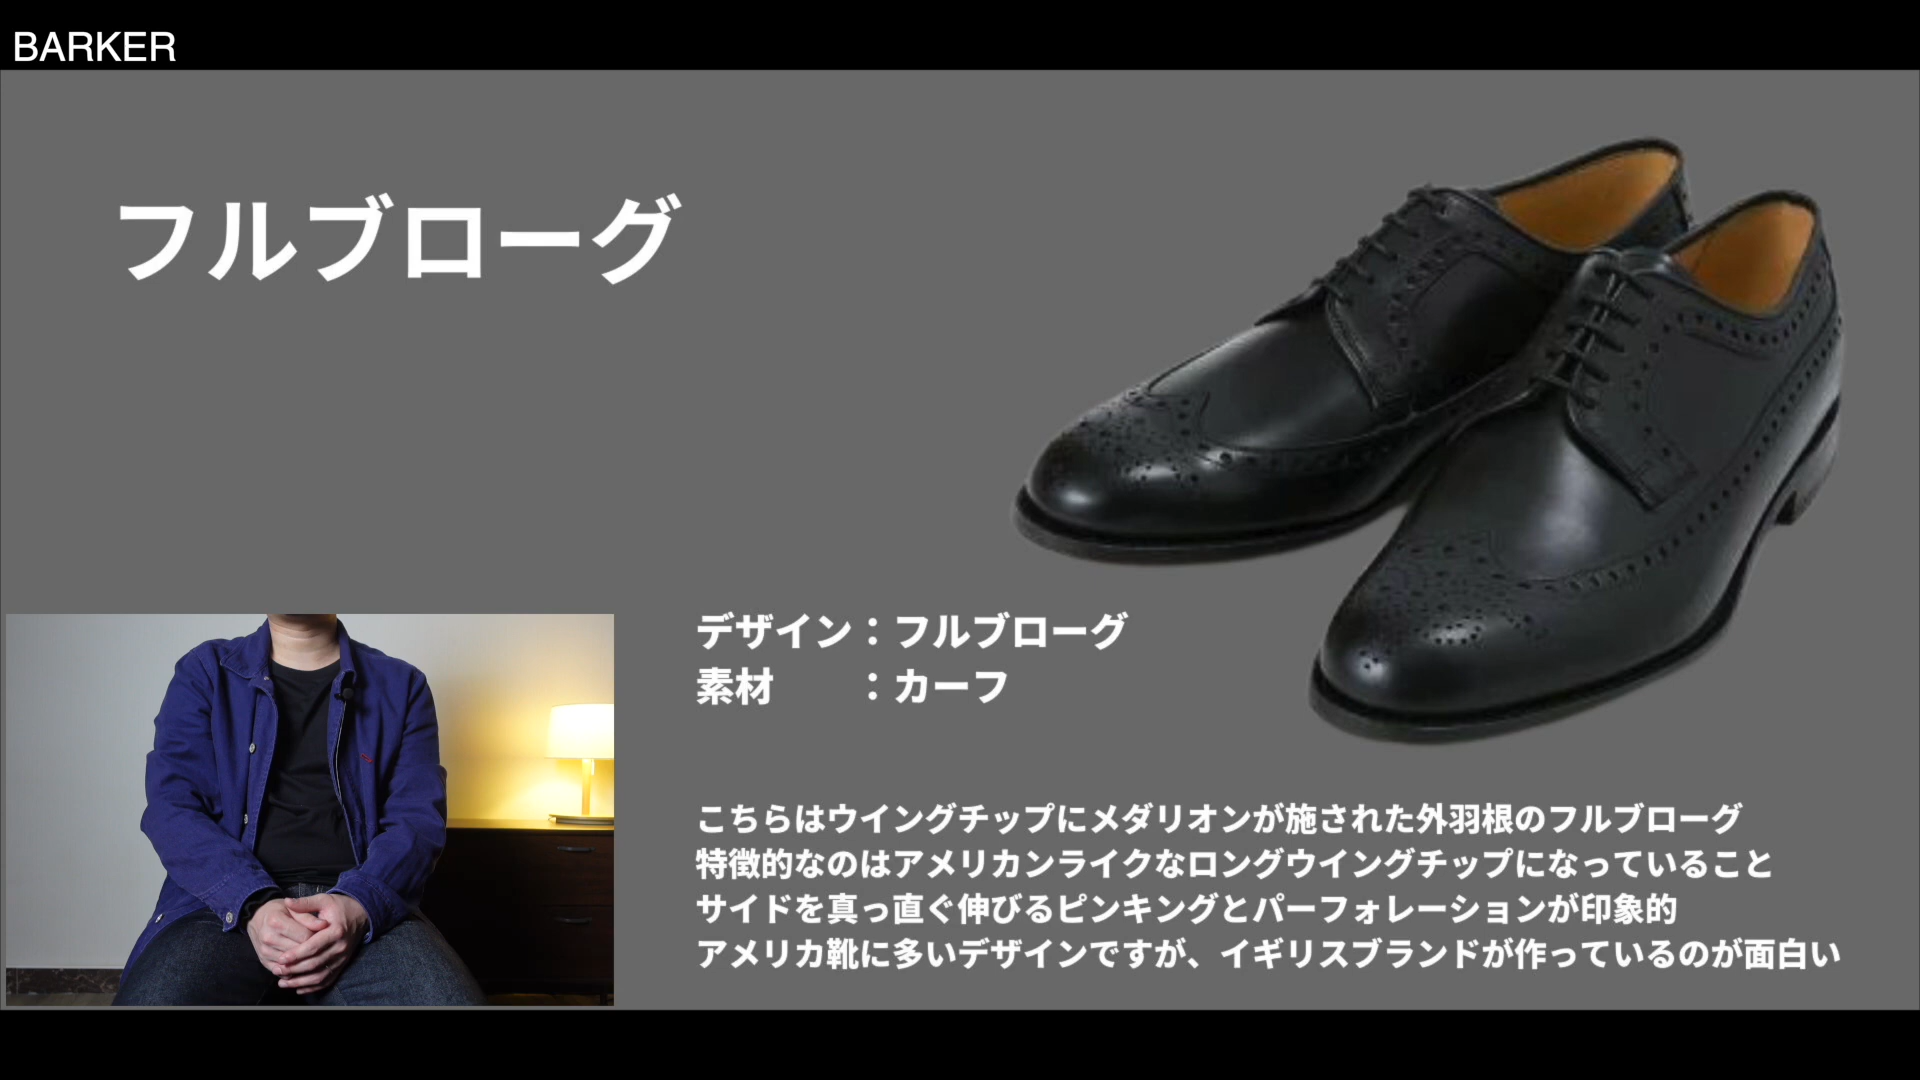 BARKER
フルブローグ
デザイン：フルブローグ
素材　　：カーフ
こちらはウイングチップにメダリオンが施された外羽根のフルブローグ
特徴的なのはアメリカンライクなロングウイングチップになっていること
サイドを真っ直ぐ伸びるピンキングとパーフォレーションが印象的
アメリカ靴に多いデザインですが、イギリスブランドが作っているのが面白い